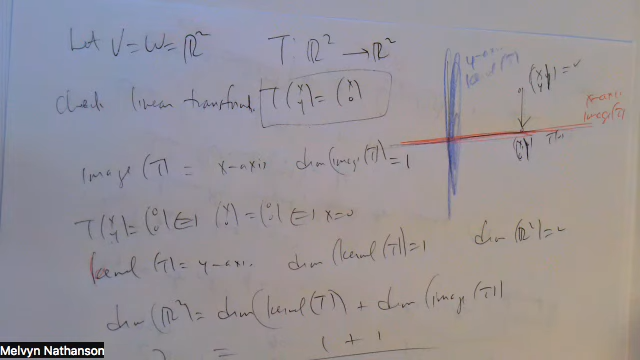 Let V = W = ℝ² T: ℝ² → ℝ²
Check linear transform. T(x y) = (x 0)
image (T) = x-axis dim(image(T)) = 1
T(x y) = (0 0) ⇔ (x 0) = (0 0) ⇔ x = 0
kernel (T) = y-axis. dim (kernel(T)) = 1 dim (ℝ²) = 2
dim (ℝ²) = dim(kernel(T)) + dim(image(T))
2 = 1 + 1
(x y) = v
x-axis
image(T)
Melvyn Nathanson